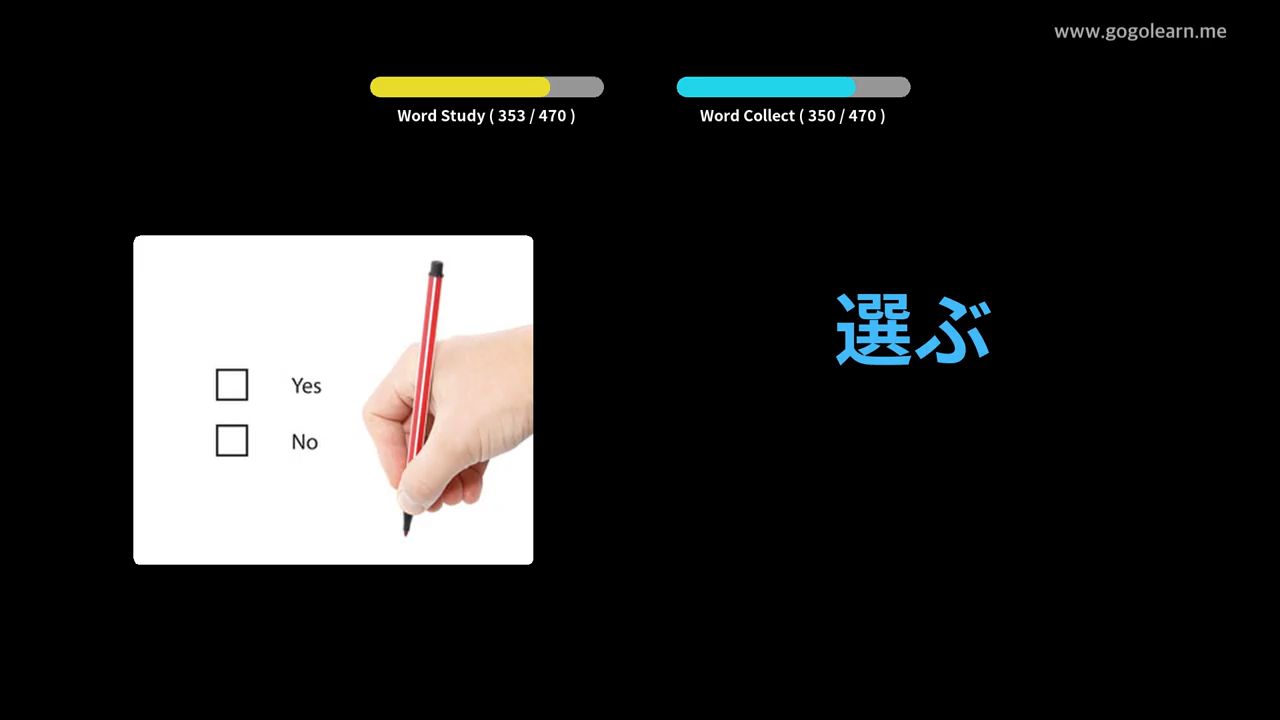 www.gogolearn.me
Word Study ( 353 / 470 )
Word Collect ( 350 / 470 )
Yes
No
選ぶ